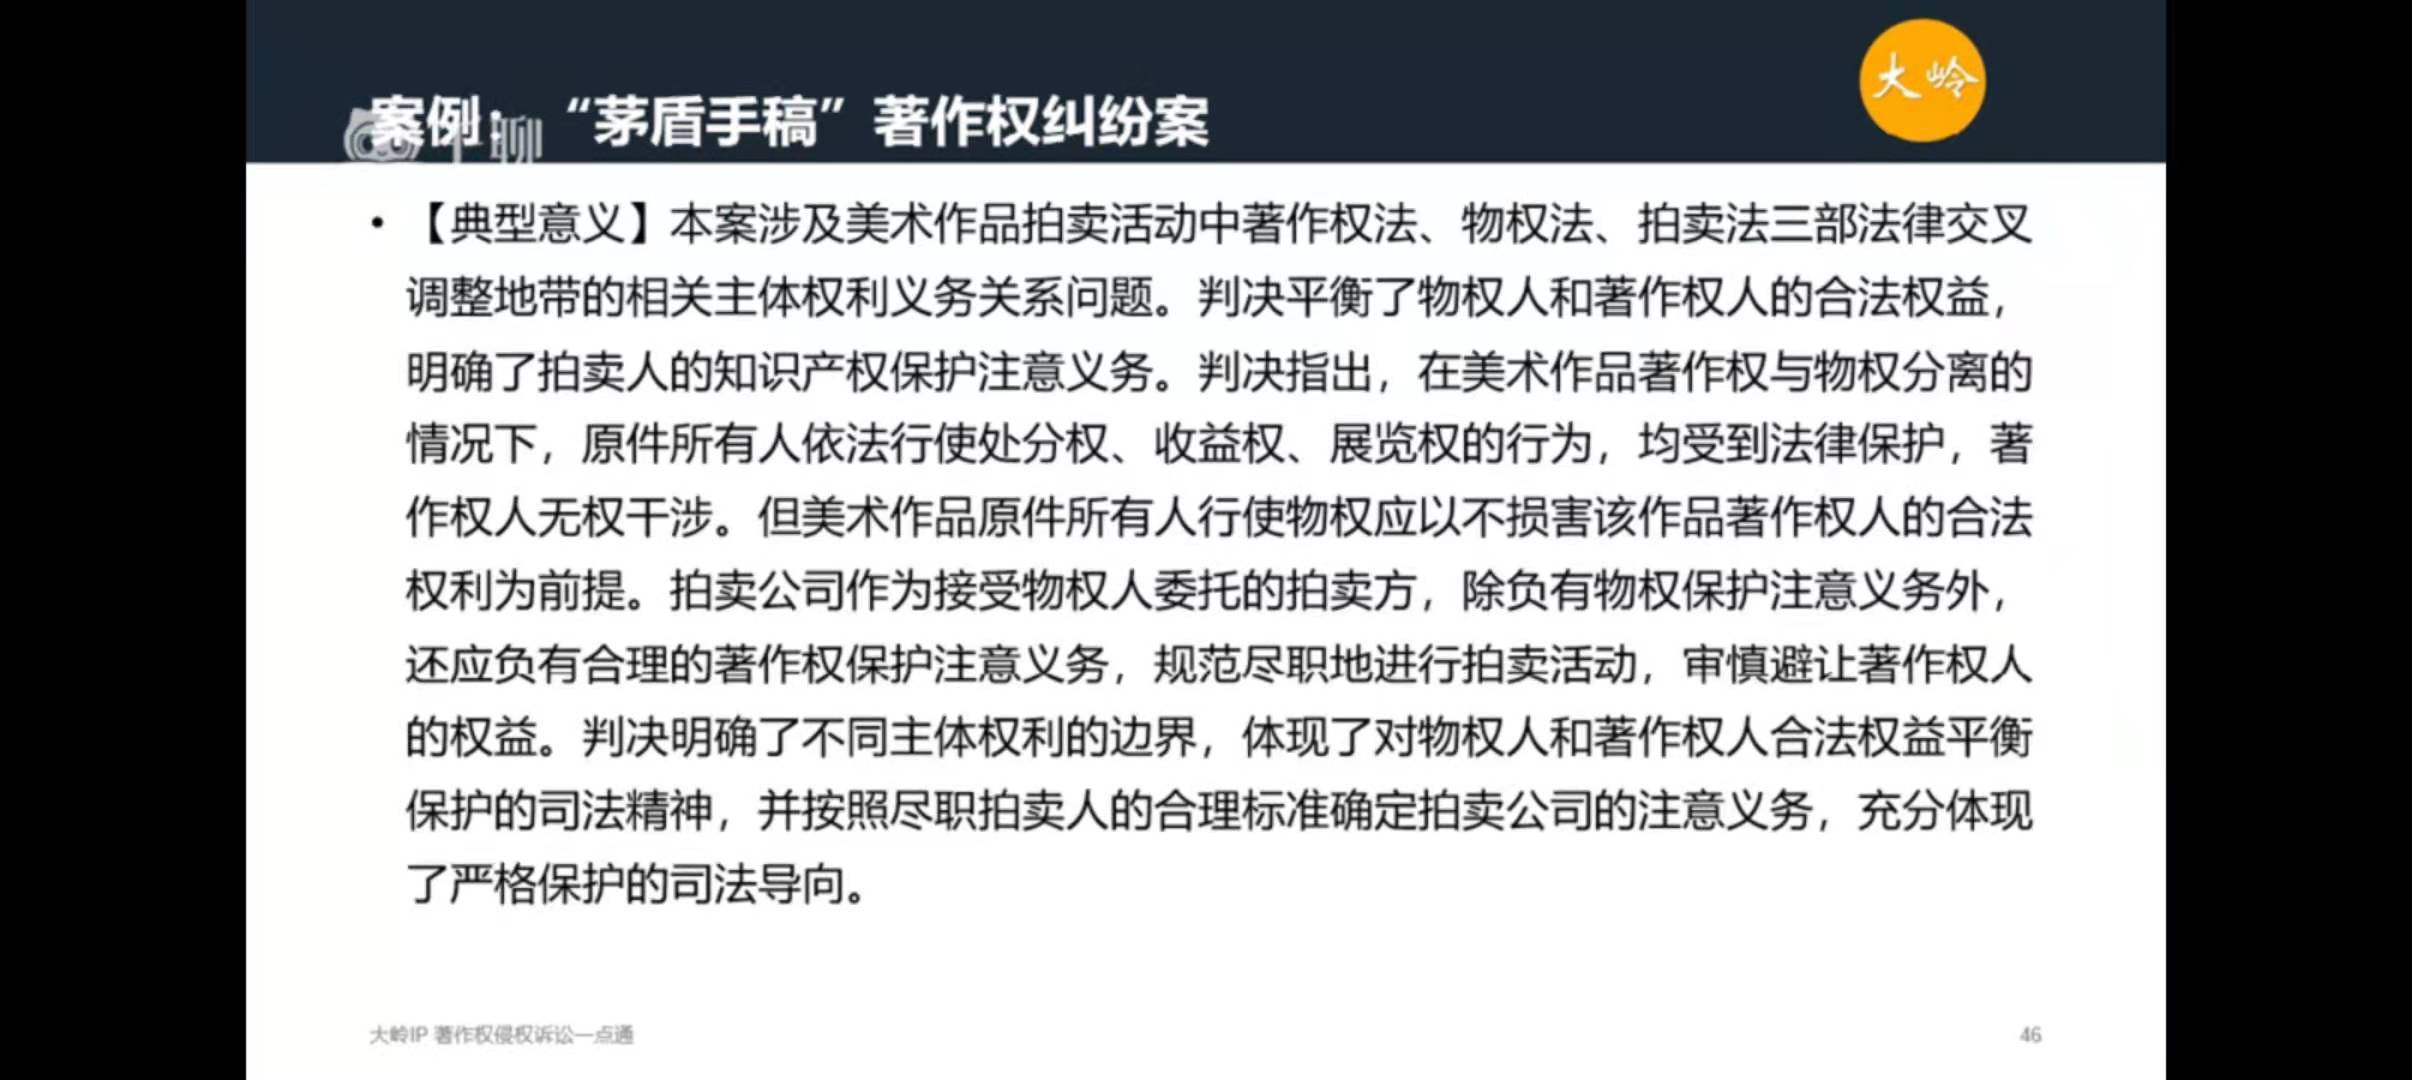 大岭
案例：“茅盾手稿”著作权纠纷案
聊
• 【典型意义】本案涉及美术作品拍卖活动中著作权法、物权法、拍卖法三部法律交叉
调整地带的相关主体权利义务关系问题。判决平衡了物权人和著作权人的合法权益，
明确了拍卖人的知识产权保护注意义务。判决指出，在美术作品著作权与物权分离的
情况下，原件所有人依法行使处分权、收益权、展览权的行为，均受到法律保护，著
作权人无权干涉。但美术作品原件所有人行使物权应以不损害该作品著作权人的合法
权利为前提。拍卖公司作为接受物权人委托的拍卖方，除负有物权保护注意义务外，
还应负有合理的著作权保护注意义务，规范尽职地进行拍卖活动，审慎避让著作权人
的权益。判决明确了不同主体权利的边界，体现了对物权人和著作权人合法权益平衡
保护的司法精神，并按照尽职拍卖人的合理标准确定拍卖公司的注意义务，充分体现
了严格保护的司法导向。
大岭IP 著作权侵权诉讼一点通
46